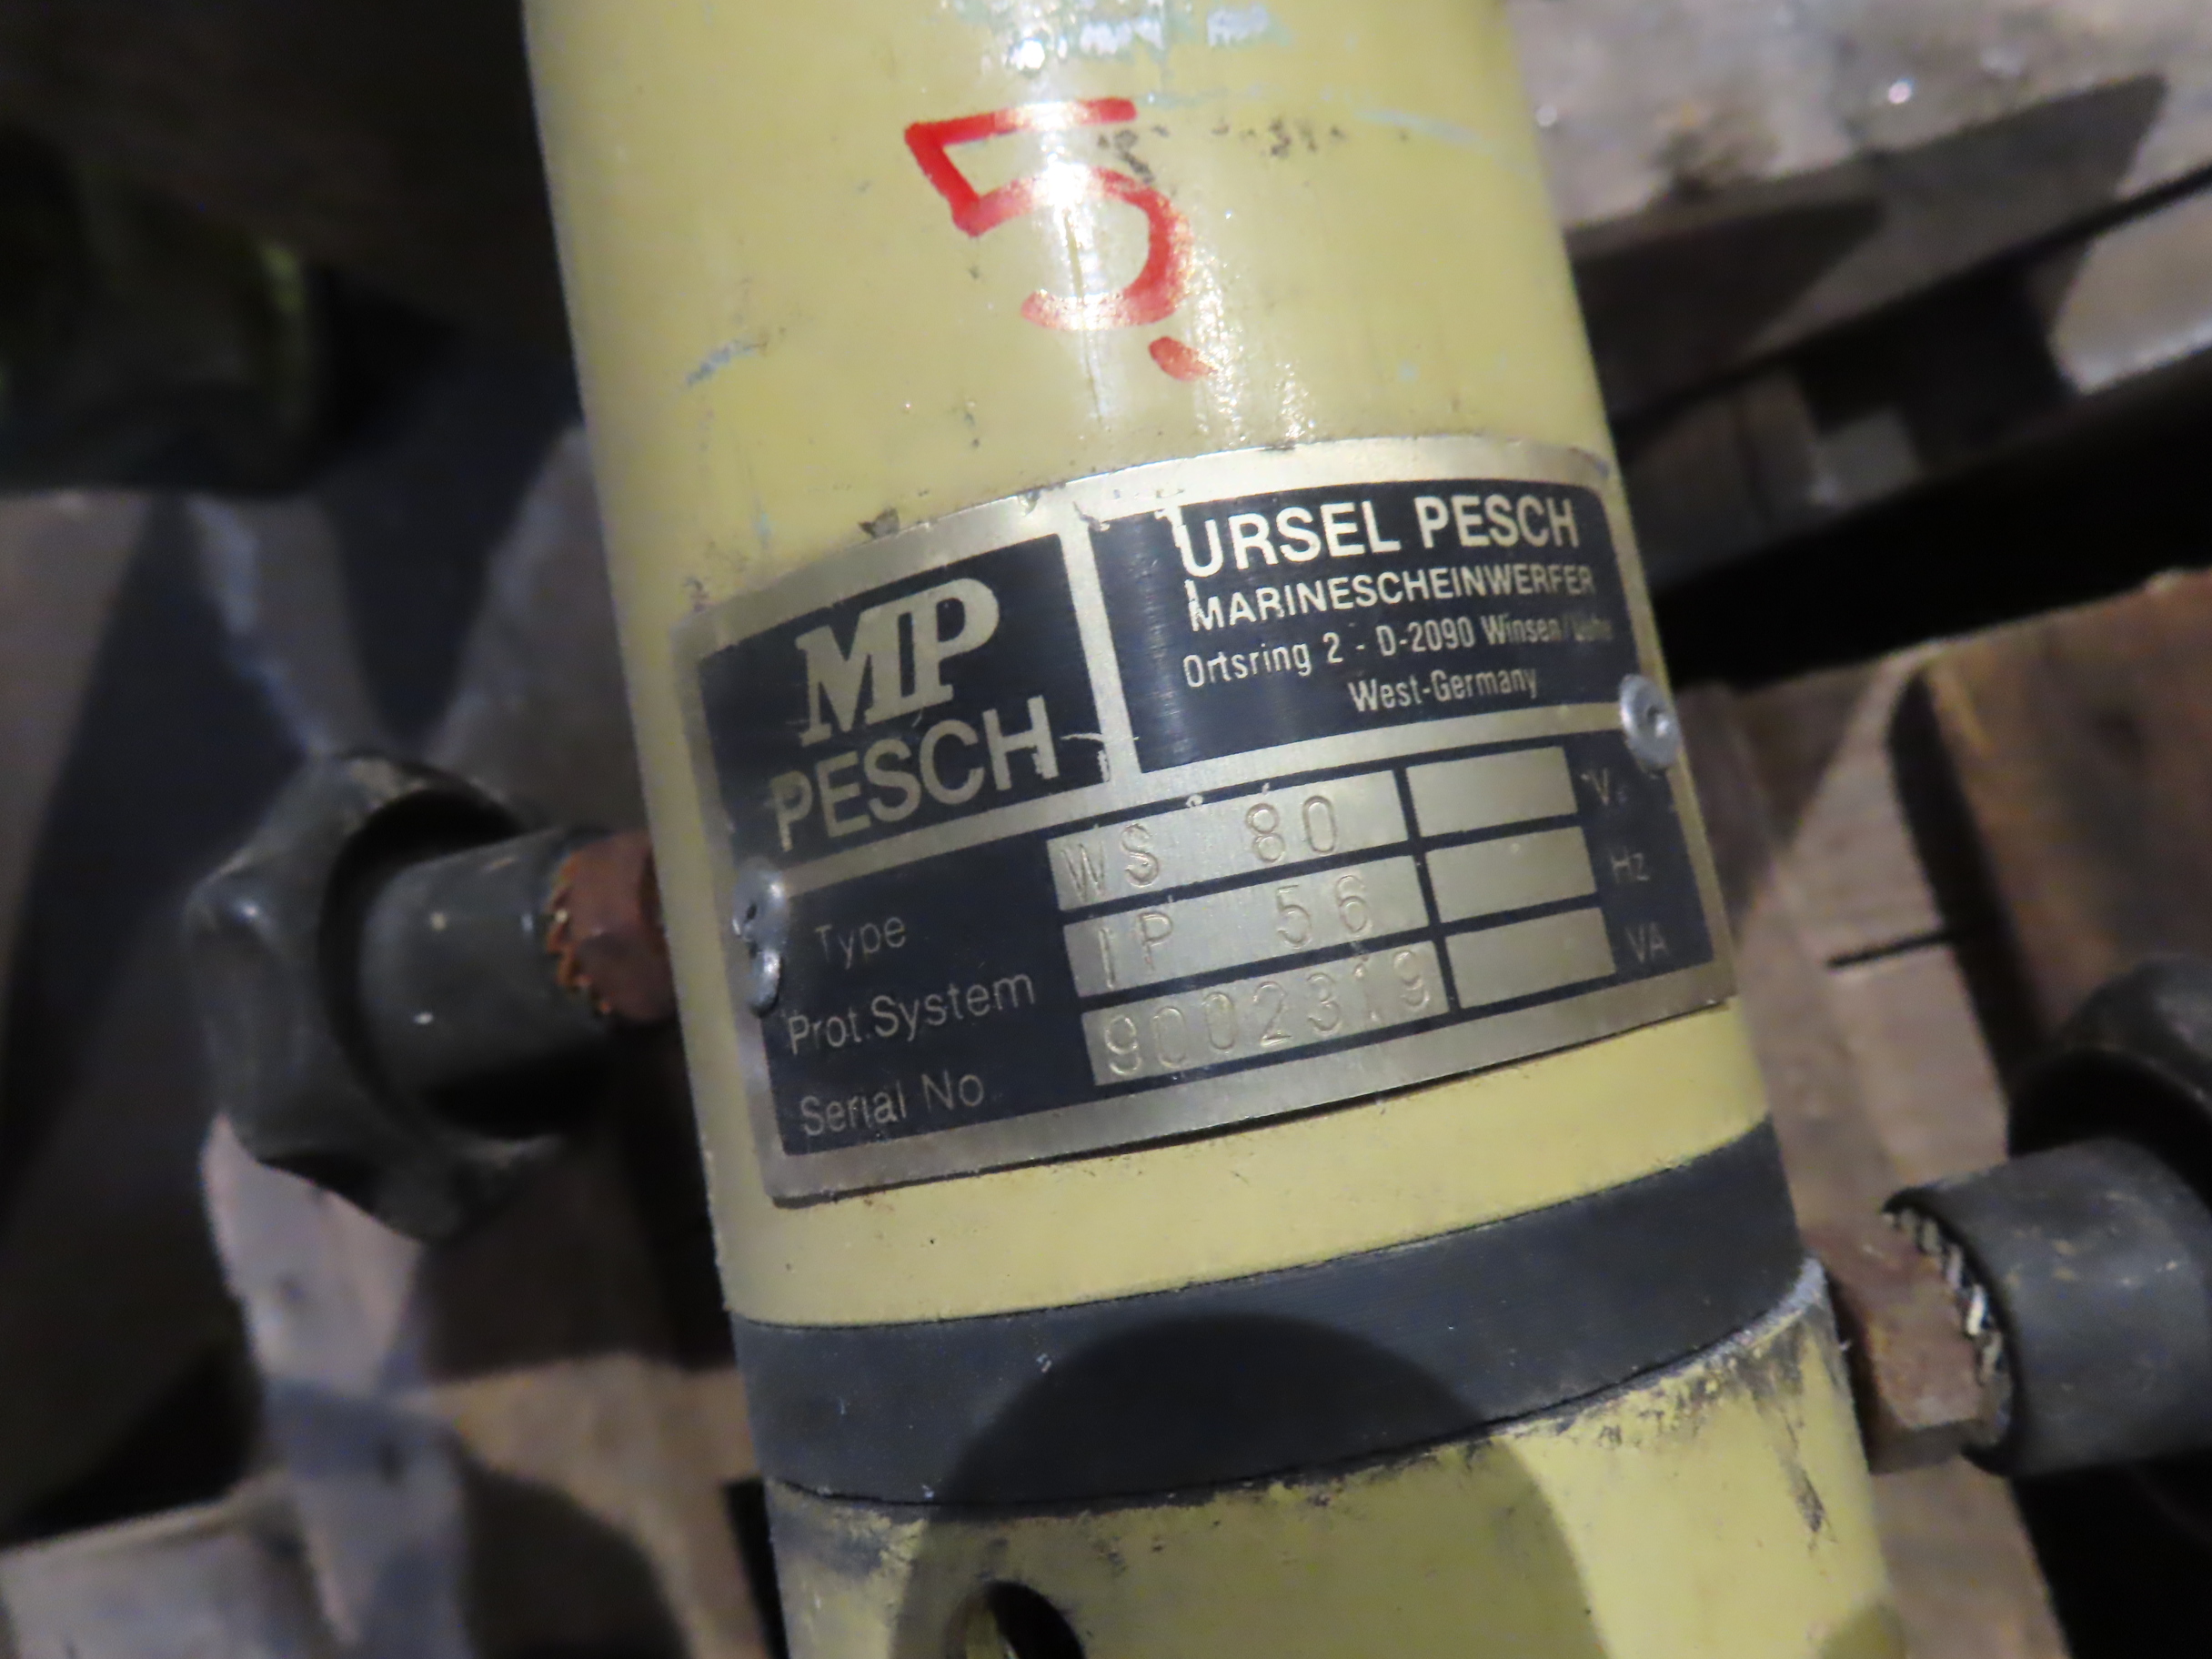 5.
MP
PESCH
URSEL PESCH
MARINESCHEINWERFER
Ortsring 2 - D-2090 Winsen/Luhe
West-Germany
Type WS 80 V
Prot.System IP 56 Hz
Serial No 9002319 VA